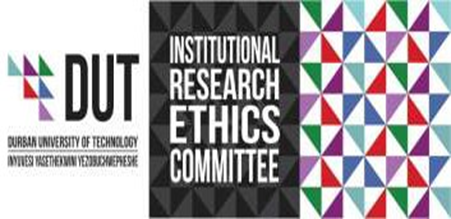 DUT
DURBAN UNIVERSITY OF TECHNOLOGY
INYUVESI YASETHEKWINI YEZOBUCHWEPHESHE
INSTITUTIONAL
RESEARCH
ETHICS
COMMITTEE